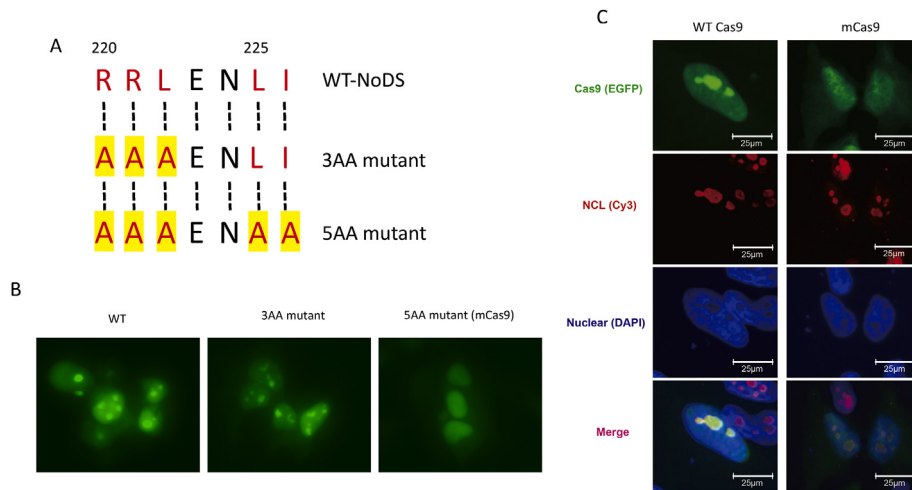 A
220 225
R R L E N L I WT-NoDS
A A A E N L I 3AA mutant
A A A E N A A 5AA mutant
B
WT 3AA mutant 5AA mutant (mCas9)
C
WT Cas9 mCas9
Cas9 (EGFP)
25μm 25μm
NCL (Cy3)
25μm 25μm
Nuclear (DAPI)
25μm 25μm
Merge
25μm 25μm